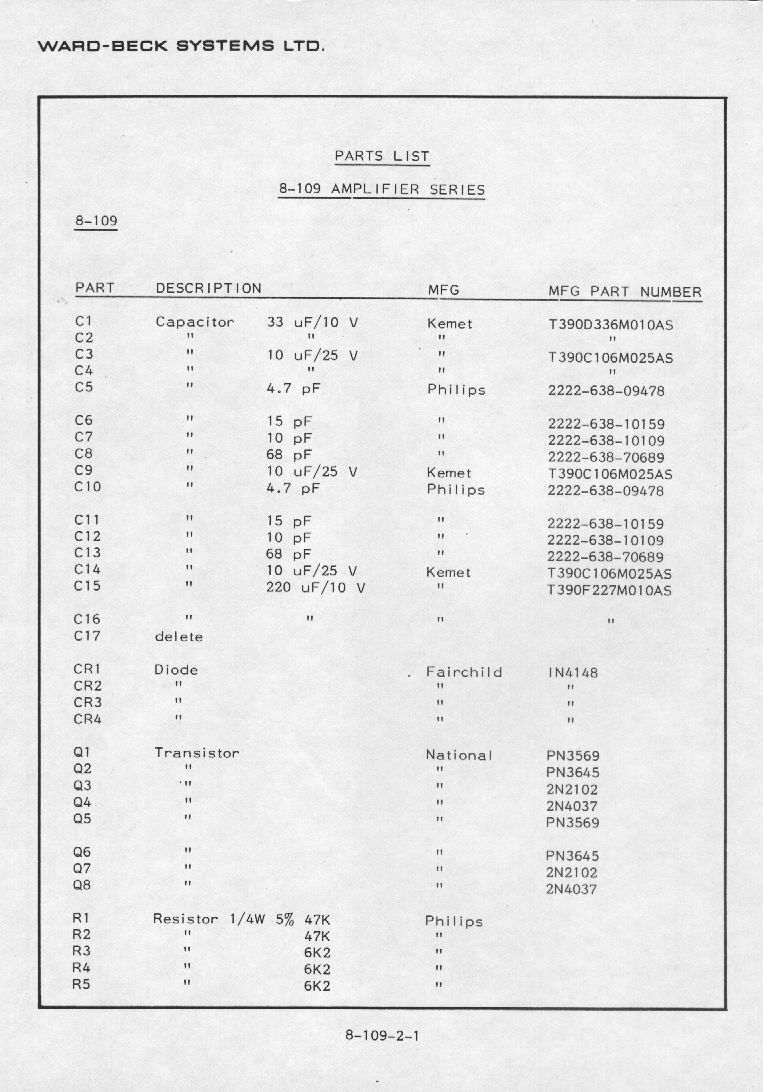 WARD-BECK SYSTEMS LTD.
PARTS LIST
8-109 AMPLIFIER SERIES
8-109
PART DESCRIPTION MFG MFG PART NUMBER
C1 Capacitor 33 uF/10 V Kemet T390D336M010AS
C2 " " " "
C3 " 10 uF/25 V " T390C106M025AS
C4 " " " "
C5 " 4.7 pF Philips 2222-638-09478
C6 " 15 pF " 2222-638-10159
C7 " 10 pF " 2222-638-10109
C8 " 68 pF " 2222-638-70689
C9 " 10 uF/25 V Kemet T390C106M025AS
C10 " 4.7 pF Philips 2222-638-09478
C11 " 15 pF " 2222-638-10159
C12 " 10 pF " 2222-638-10109
C13 " 68 pF " 2222-638-70689
C14 " 10 uF/25 V Kemet T390C106M025AS
C15 " 220 uF/10 V " T390F227M010AS
C16 " " " "
C17 delete
CR1 Diode Fairchild IN4148
CR2 " " "
CR3 " " "
CR4 " " "
Q1 Transistor National PN3569
Q2 " " PN3645
Q3 " " 2N2102
Q4 " " 2N4037
Q5 " " PN3569
Q6 " " PN3645
Q7 " " 2N2102
Q8 " " 2N4037
R1 Resistor 1/4W 5% 47K Philips
R2 " 47K "
R3 " 6K2 "
R4 " 6K2 "
R5 " 6K2 "
8-109-2-1